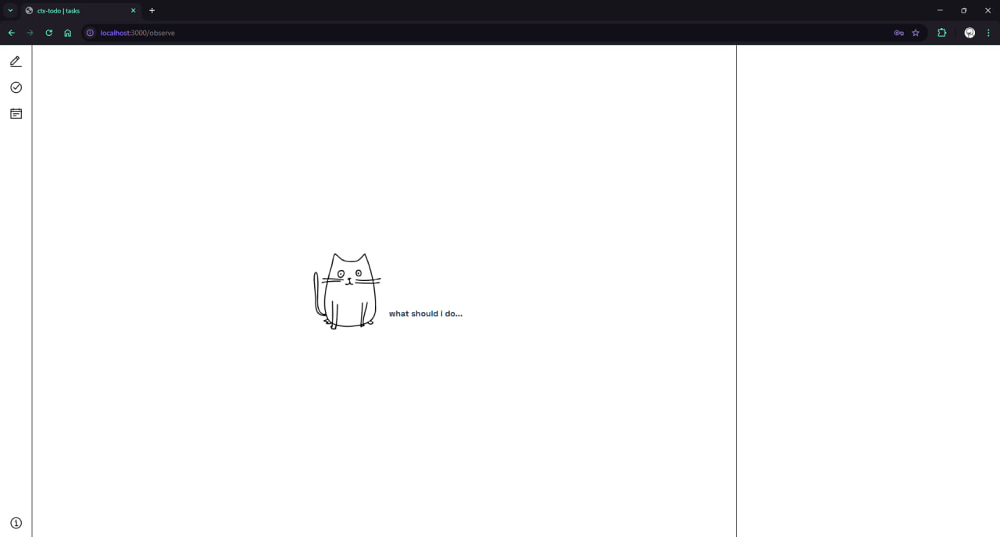 ctx-todo | tasks
localhost:3000/observe
what should i do...